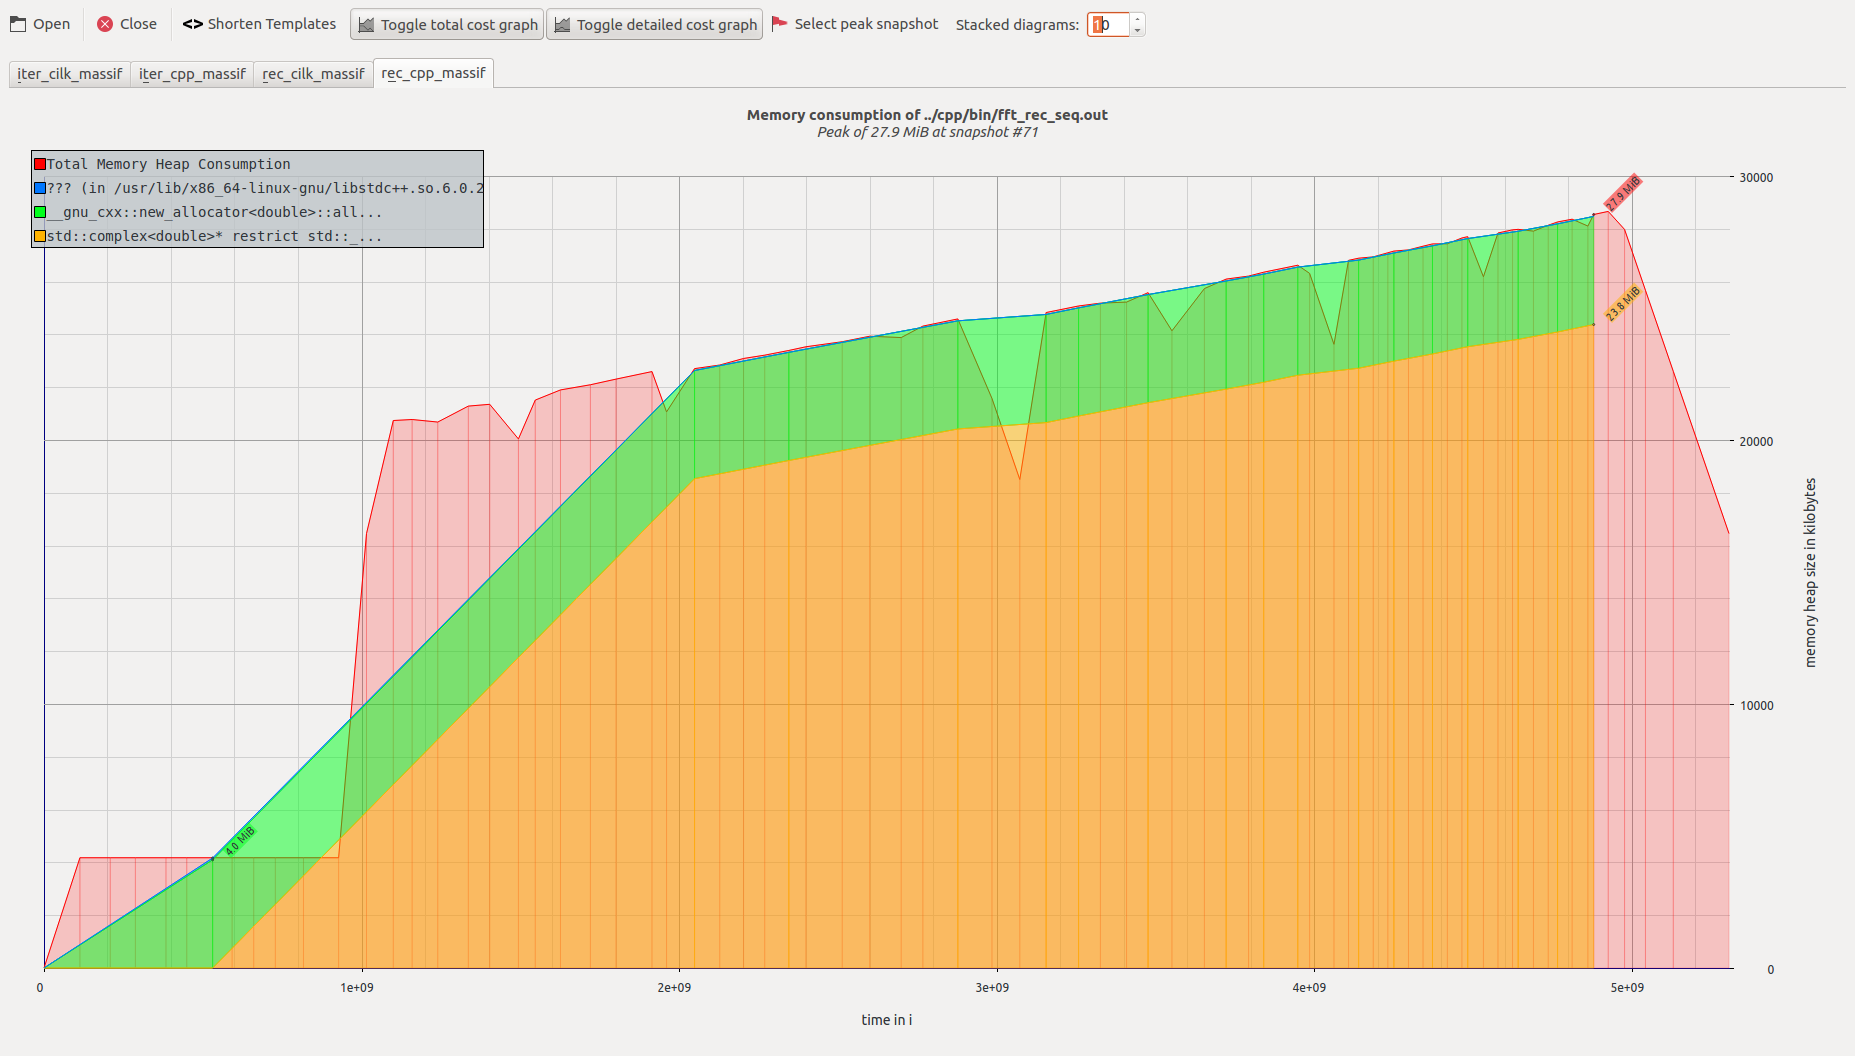 Open Close <> Shorten Templates Toggle total cost graph Toggle detailed cost graph Select peak snapshot Stacked diagrams: 10
iter_cilk_massif iter_cpp_massif rec_cilk_massif rec_cpp_massif
Memory consumption of ../cpp/bin/fft_rec_seq.out
Peak of 27.9 MiB at snapshot #71
Total Memory Heap Consumption
??? (in /usr/lib/x86_64-linux-gnu/libstdc++.so.6.0.2
__gnu_cxx::new_allocator<double>::all...
std::complex<double>* restrict std::_...
27.9 MiB
23.8 MiB
4.0 MiB
30000
20000
10000
0
memory heap size in kilobytes
0 1e+09 2e+09 3e+09 4e+09 5e+09
time in i